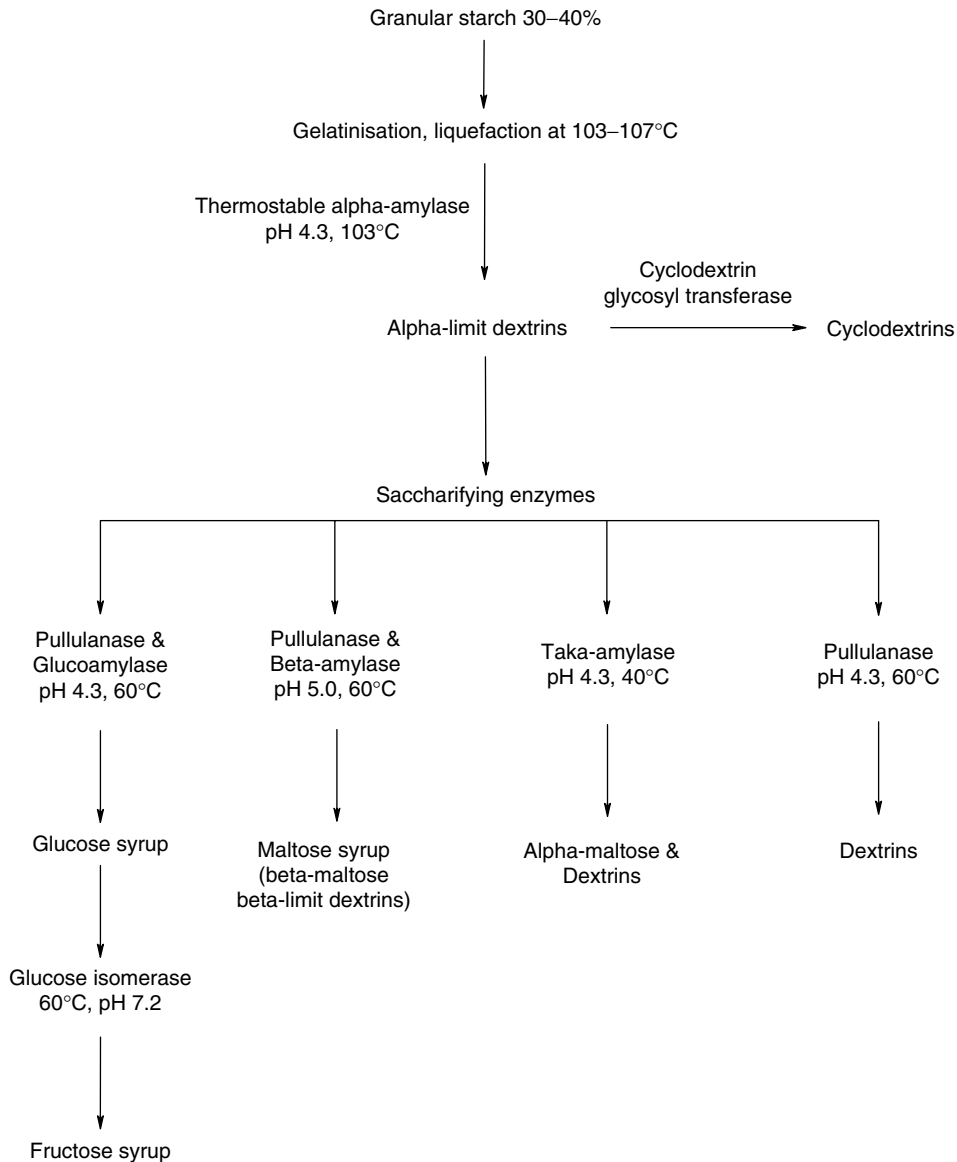 Granular starch 30–40%
Gelatinisation, liquefaction at 103–107°C
Thermostable alpha-amylase
pH 4.3, 103°C
Cyclodextrin
glycosyl transferase
Alpha-limit dextrins
Cyclodextrins
Saccharifying enzymes
Pullulanase &
Glucoamylase
pH 4.3, 60°C
Pullulanase &
Beta-amylase
pH 5.0, 60°C
Taka-amylase
pH 4.3, 40°C
Pullulanase
pH 4.3, 60°C
Glucose syrup
Maltose syrup
(beta-maltose
beta-limit dextrins)
Alpha-maltose &
Dextrins
Dextrins
Glucose isomerase
60°C, pH 7.2
Fructose syrup